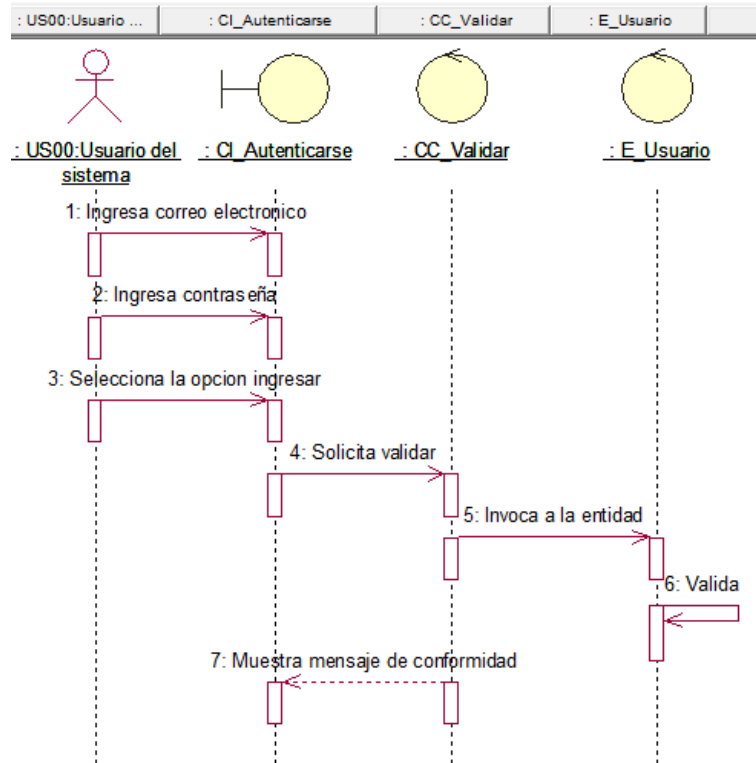 : US00:Usuario ...
: CI_Autenticarse
: CC_Validar
: E_Usuario
: US00:Usuario del
sistema
: CI_Autenticarse
: CC_Validar
: E_Usuario
1: Ingresa correo electronico
2: Ingresa contraseña
3: Selecciona la opcion ingresar
4: Solicita validar
5: Invoca a la entidad
6: Valida
7: Muestra mensaje de conformidad